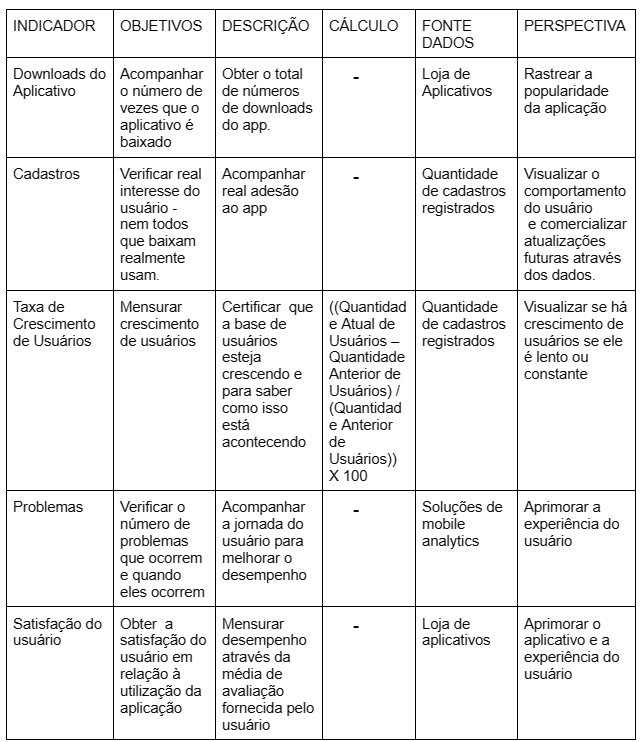 INDICADOR
OBJETIVOS
DESCRIÇÃO
CÁLCULO
FONTE
DADOS
PERSPECTIVA
Downloads do
Aplicativo
Acompanhar
o número de
vezes que o
aplicativo é
baixado
Obter o total
de números
de downloads
do app.
-
Loja de
Aplicativos
Rastrear a
popularidade
da aplicação
Cadastros
Verificar real
interesse do
usuário -
nem todos
que baixam
realmente
usam.
Acompanhar
real adesão
ao app
-
Quantidade
de cadastros
registrados
Visualizar o
comportamento
do usuário
e comercializar
atualizações
futuras através
dos dados.
Taxa de
Crescimento
de Usuários
Mensurar
crescimento
de usuários
Certificar que
a base de
usuários
esteja
crescendo e
para saber
como isso
está
acontecendo
((Quantidad
e Atual de
Usuários –
Quantidade
Anterior de
Usuários) /
(Quantidad
e Anterior
de
Usuários))
X 100
Quantidade
de cadastros
registrados
Visualizar se há
crescimento de
usuários se ele
é lento ou
constante
Problemas
Verificar o
número de
problemas
que ocorrem
e quando
eles ocorrem
Acompanhar
a jornada do
usuário para
melhorar o
desempenho
-
Soluções de
mobile
analytics
Aprimorar a
experiência do
usuário
Satisfação do
usuário
Obter a
satisfação do
usuário em
relação à
utilização da
aplicação
Mensurar
desempenho
através da
média de
avaliação
fornecida pelo
usuário
-
Loja de
aplicativos
Aprimorar o
aplicativo e a
experiência do
usuário